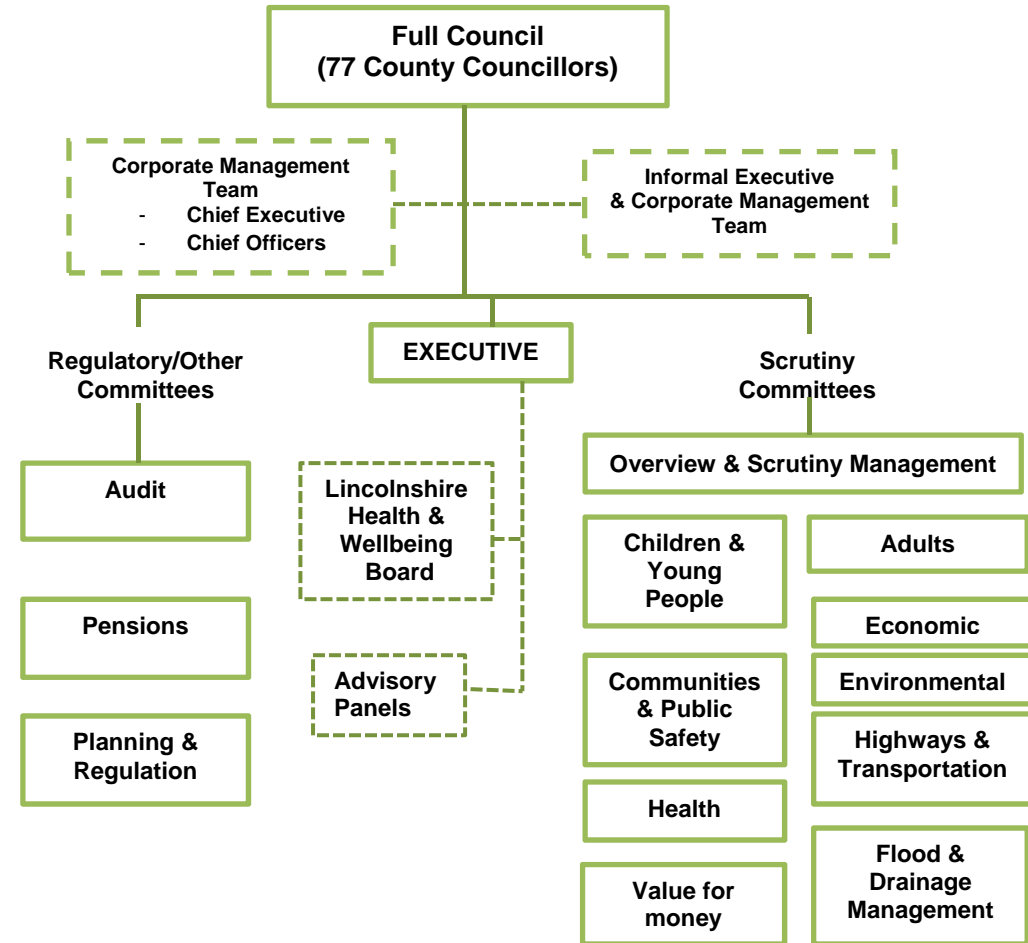 Full Council
(77 County Councillors)
Corporate Management
Team
- Chief Executive
- Chief Officers
Informal Executive
& Corporate Management
Team
Regulatory/Other
Committees
EXECUTIVE
Scrutiny
Committees
Audit
Pensions
Planning &
Regulation
Lincolnshire
Health &
Wellbeing
Board
Advisory
Panels
Overview & Scrutiny Management
Children &
Young
People
Communities
& Public
Safety
Health
Value for
money
Adults
Economic
Environmental
Highways &
Transportation
Flood &
Drainage
Management